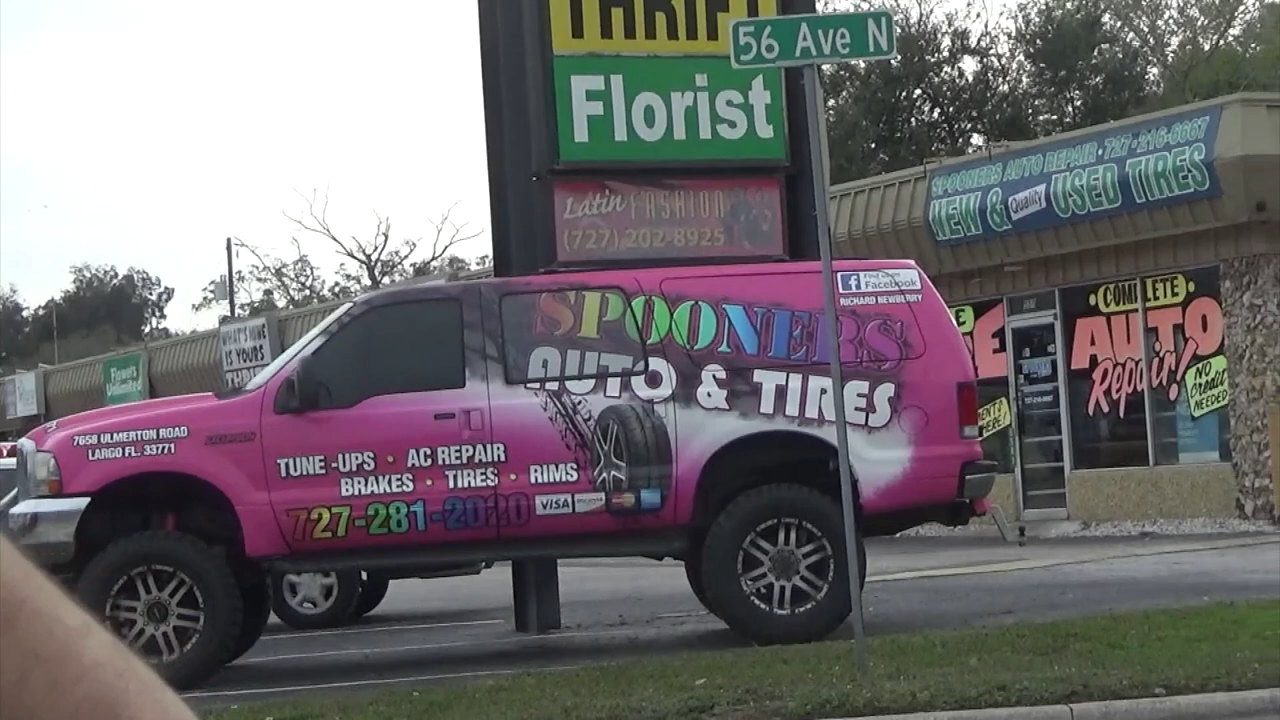 THRIFT
56 Ave N
Florist
Latin FASHION
(727) 202-8925
SPOONERS AUTO REPAIR · 727-216-6667
NEW & Quality USED TIRES
WHAT'S MINE
IS YOURS
THRIFT
Flowers
Unlimited
Find us on
Facebook
RICHARD NEWBERRY
SPOONERS
AUTO & TIRES
7658 ULMERTON ROAD
LARGO FL. 33771
EXCURSION
TUNE-UPS · AC REPAIR
BRAKES · TIRES · RIMS
727-281-2020
VISA
COMPLETE
AUTO
Repair!
NO
Credit
NEEDED